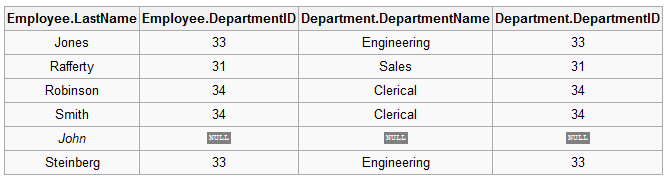 Employee.LastName Employee.DepartmentID Department.DepartmentName Department.DepartmentID
Jones 33 Engineering 33
Rafferty 31 Sales 31
Robinson 34 Clerical 34
Smith 34 Clerical 34
John NULL NULL NULL
Steinberg 33 Engineering 33